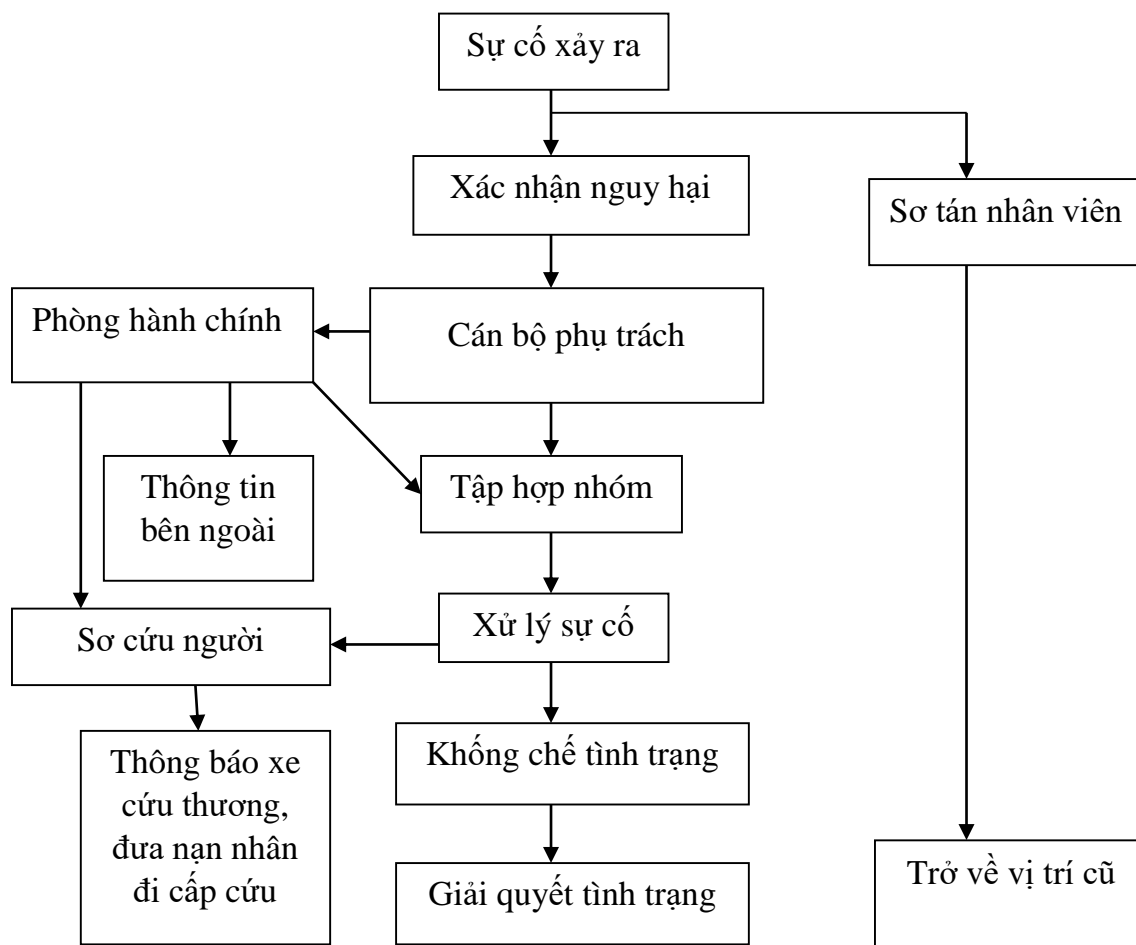 Sự cố xảy ra
Xác nhận nguy hại
Sơ tán nhân viên
Phòng hành chính
Cán bộ phụ trách
Thông tin
bên ngoài
Tập hợp nhóm
Sơ cứu người
Xử lý sự cố
Thông báo xe
cứu thương,
đưa nạn nhân
đi cấp cứu
Khống chế tình trạng
Giải quyết tình trạng
Trở về vị trí cũ